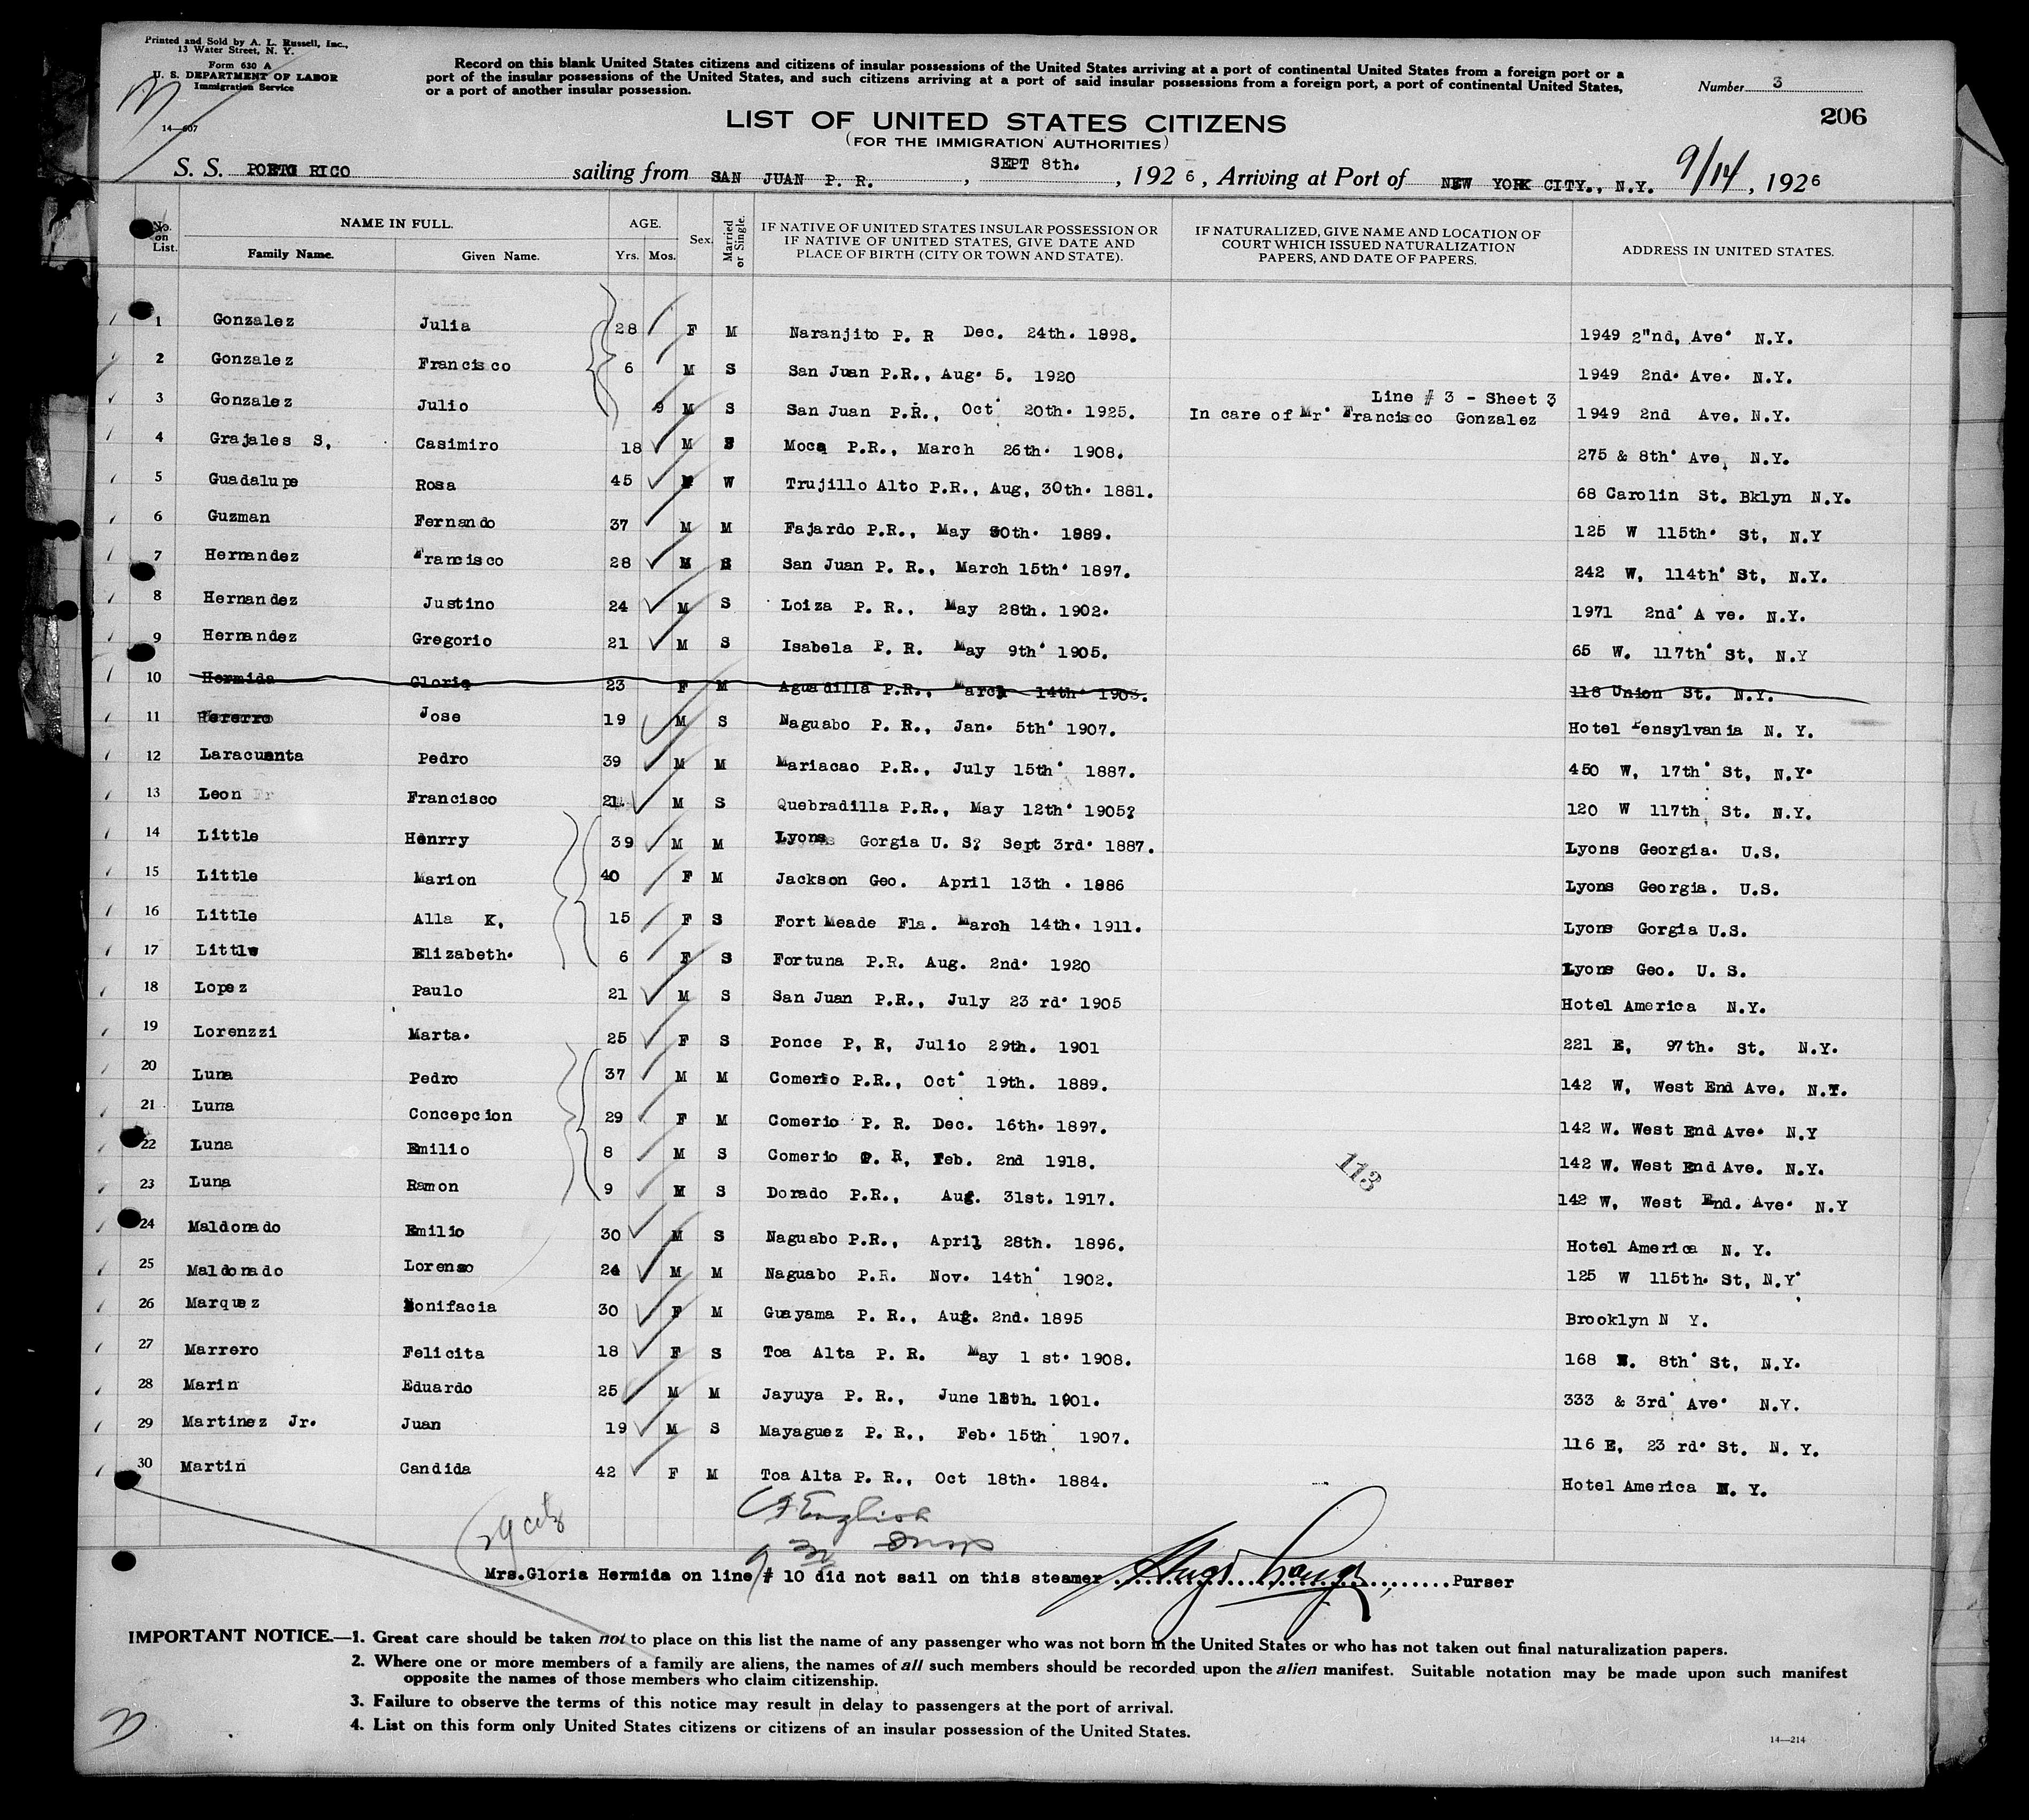 Printed and Sold by A. L. Russell, Inc.,
13 Water Street, N. Y.
Form 630 A
U. S. DEPARTMENT OF LABOR
Immigration Service
14—607
Record on this blank United States citizens and citizens of insular possessions of the United States arriving at a port of continental United States from a foreign port or a
port of the insular possessions of the United States, and such citizens arriving at a port of said insular possessions from a foreign port, a port of continental United States,
or a port of another insular possession.
Number 3
206
LIST OF UNITED STATES CITIZENS
(FOR THE IMMIGRATION AUTHORITIES)
S. S. PORTO RICO sailing from SAN JUAN P. R. , SEPT 8th. , 192 6 , Arriving at Port of NEW YORK CITY., N.Y. 9/14 , 1926
No. on List. NAME IN FULL. Family Name. Given Name. AGE. Yrs. Mos. Sex. Married or Single. IF NATIVE OF UNITED STATES INSULAR POSSESSION OR IF NATIVE OF UNITED STATES, GIVE DATE AND PLACE OF BIRTH (CITY OR TOWN AND STATE). IF NATURALIZED, GIVE NAME AND LOCATION OF COURT WHICH ISSUED NATURALIZATION PAPERS, AND DATE OF PAPERS. ADDRESS IN UNITED STATES.
1 Gonzalez Julia 28 F M Naranjito P. R Dec. 24th. 1898. 1949 2"nd, Ave. N.Y.
2 Gonzalez Francisco 6 M S San Juan P.R., Aug. 5. 1920 1949 2nd. Ave. N.Y.
Line # 3 - Sheet 3
3 Gonzalez Julio 9 M S San Juan P.R., Oct. 20th. 1925. In care of Mr. Francisco Gonzalez 1949 2nd Ave. N.Y.
4 Grajales S, Casimiro 18 M S Moca P.R., March 26th. 1908. 275 & 8th. Ave, N.Y.
5 Guadalupe Rosa 45 F W Trujillo Alto P.R., Aug, 30th. 1881. 68 Carolin St. Bklyn N.Y.
6 Guzman Fernando 37 M M Fajardo P.R., May 30th. 1889. 125 W 115th. St, N.Y
7 Hernandez Francisco 28 M S San Juan P. R., March 15th. 1897. 242 W, 114th. St, N.Y.
8 Hernandez Justino 24 M S Loiza P. R., May 28th. 1902. 1971 2nd. A ve. N.Y.
9 Hernandez Gregorio 21 M S Isabela P. R. May 9th. 1905. 65 W. 117th. St, N.Y
10 Hermida Gloria 23 F M Aguadilla P.R., March 14th. 1903. 118 Union St. N.Y.
11 Jose 19 M S Naguabo P. R., Jan. 5th. 1907. Hotel Pensylvania N. Y.
12 Laracuenta Pedro 39 M M Mariacao P.R., July 15th. 1887. 450 W, 17th. St, N.Y.
13 Leon Fr Francisco 21 M S Quebradilla P.R., May 12th. 1905? 120 W 117th St. N.Y.
14 Little Henrry 39 M M Lyons Gorgia U. S? Sept 3rd. 1887. Lyons Georgia. U.S.
15 Little Marion 40 F M Jackson Geo. April 13th . 1886 Lyons Georgia. U.S.
16 Little Alla K, 15 F S Fort Meade Fla. March 14th. 1911. Lyons Gorgia U.S.
17 Little Elizabeth. 6 F S Fortuna P.R. Aug. 2nd. 1920 Lyons Geo. U. S.
18 Lopez Paulo 21 M S San Juan P.R., July 23 rd. 1905 Hotel America N.Y.
19 Lorenzzi Marta. 25 F S Ponce P, R, Julio 29th. 1901 221 E, 97th. St. N.Y.
20 Luna Pedro 37 M M Comerio P.R., Oct. 19th. 1889. 142 W, West End Ave. N.Y.
21 Luna Concepcion 29 F M Comerio P. R. Dec. 16th. 1897. 142 W. West End Ave. N.Y
22 Luna Emilio 8 M S Comerio P. R, Feb. 2nd 1918. 142 W. West End Ave. N.Y.
113
23 Luna Ramon 9 M S Dorado P.R., Aug. 31st. 1917. 142 W, West End. Ave. N.Y
24 Maldonado Emilio 30 M S Naguabo P.R., April 28th. 1896. Hotel America N. Y.
25 Maldonado Lorenso 24 M M Naguabo P.R. Nov. 14th. 1902. 125 W 115th. St, N.Y.
26 Marquez Bonifacia 30 F M Guayama P. R., Aug. 2nd. 1895 Brooklyn N Y.
27 Marrero Felicita 18 F S Toa Alta P. R. May 1 st. 1908. 168 W. 8th. St, N.Y.
28 Marin Eduardo 25 M M Jayuya P. R., June 18th. 1901. 333 & 3rd. Ave. N.Y.
29 Martinez Jr. Juan 19 M S Mayaguez P. R., Feb. 15th 1907. 116 E, 23 rd. St. N. Y.
30 Martin Candida 42 F M Toa Alta P. R., Oct 18th. 1884. Hotel America N. Y.
29 citz
English
Mrs. Gloria Hermida on line # 10 did not sail on this steamer Purser
IMPORTANT NOTICE.—1. Great care should be taken not to place on this list the name of any passenger who was not born in the United States or who has not taken out final naturalization papers.
2. Where one or more members of a family are aliens, the names of all such members should be recorded upon the alien manifest. Suitable notation may be made upon such manifest
opposite the names of those members who claim citizenship.
3. Failure to observe the terms of this notice may result in delay to passengers at the port of arrival.
4. List on this form only United States citizens or citizens of an insular possession of the United States.
14—214